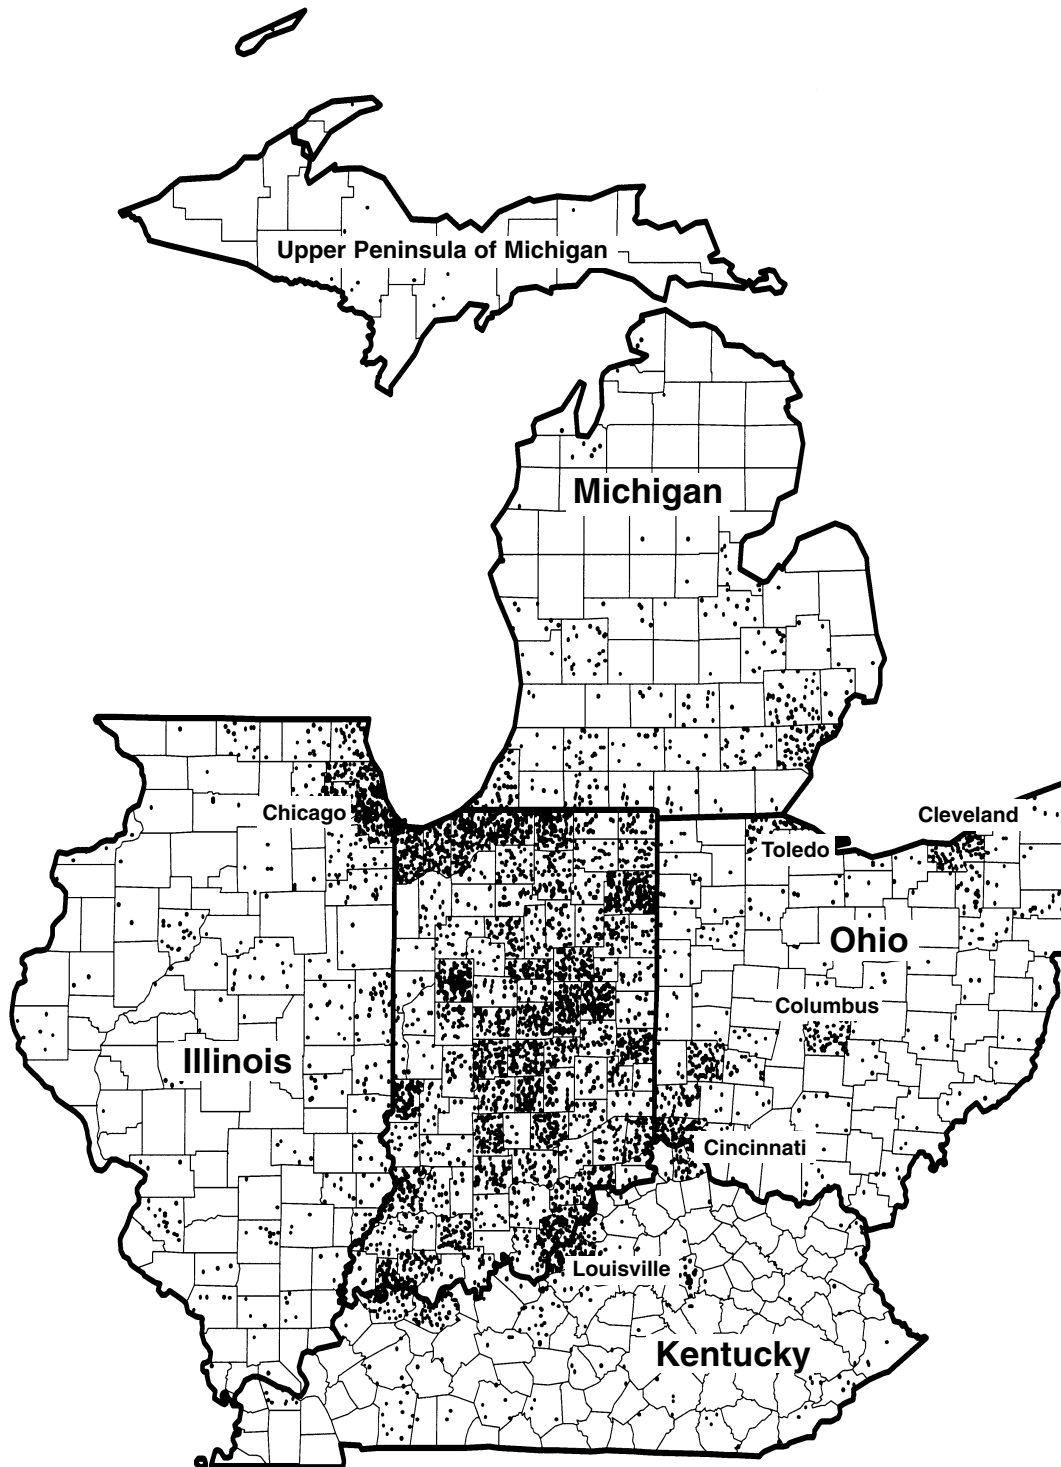 Upper Peninsula of Michigan
Michigan
Chicago
Cleveland
Toledo
Ohio
Columbus
Illinois
Cincinnati
Louisville
Kentucky